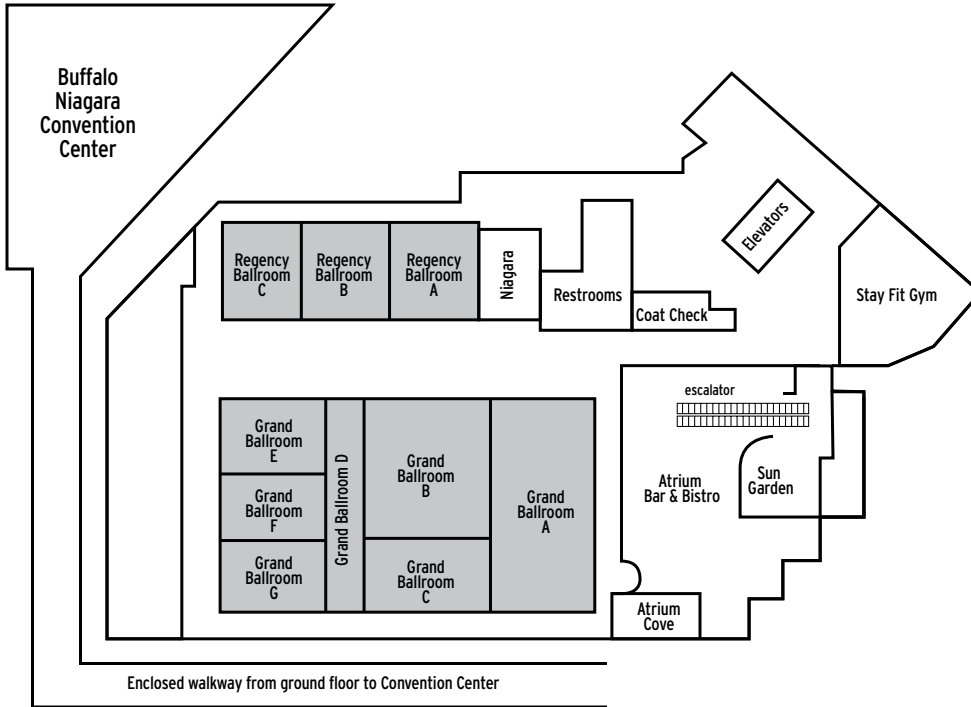 Buffalo
Niagara
Convention
Center
Elevators
Regency
Ballroom
C
Regency
Ballroom
B
Regency
Ballroom
A
Niagara
Restrooms
Coat Check
Stay Fit Gym
escalator
Grand
Ballroom
E
Grand
Ballroom
F
Grand
Ballroom
G
Grand Ballroom D
Grand
Ballroom
B
Grand
Ballroom
C
Grand
Ballroom
A
Atrium
Bar & Bistro
Sun
Garden
Atrium
Cove
Enclosed walkway from ground floor to Convention Center